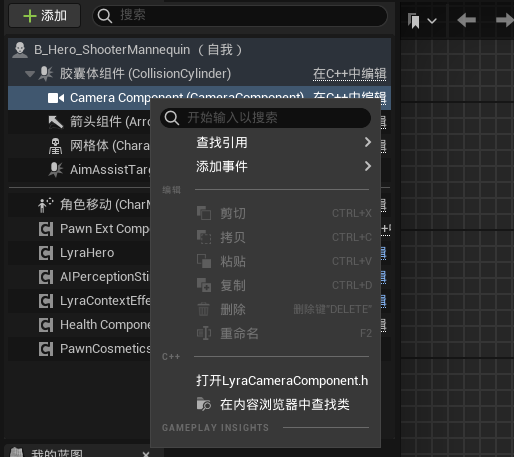 添加
搜索
B_Hero_ShooterMannequin （自我）
胶囊体组件 (CollisionCylinder) 在C++中编辑
Camera Component (CameraComponent) 在C++中编辑
箭头组件 (Arro
网格体 (Chara
AimAssistTarg
角色移动 (CharM
Pawn Ext Comp
LyraHero
AIPerceptionSti
LyraContextEffe
Health Compone
PawnCosmetics
开始输入以搜索
查找引用
添加事件
编辑
剪切 CTRL+X
拷贝 CTRL+C
粘贴 CTRL+V
复制 CTRL+D
删除 删除键"DELETE"
重命名 F2
C++
打开LyraCameraComponent.h
在内容浏览器中查找类
GAMEPLAY INSIGHTS
我的蓝图